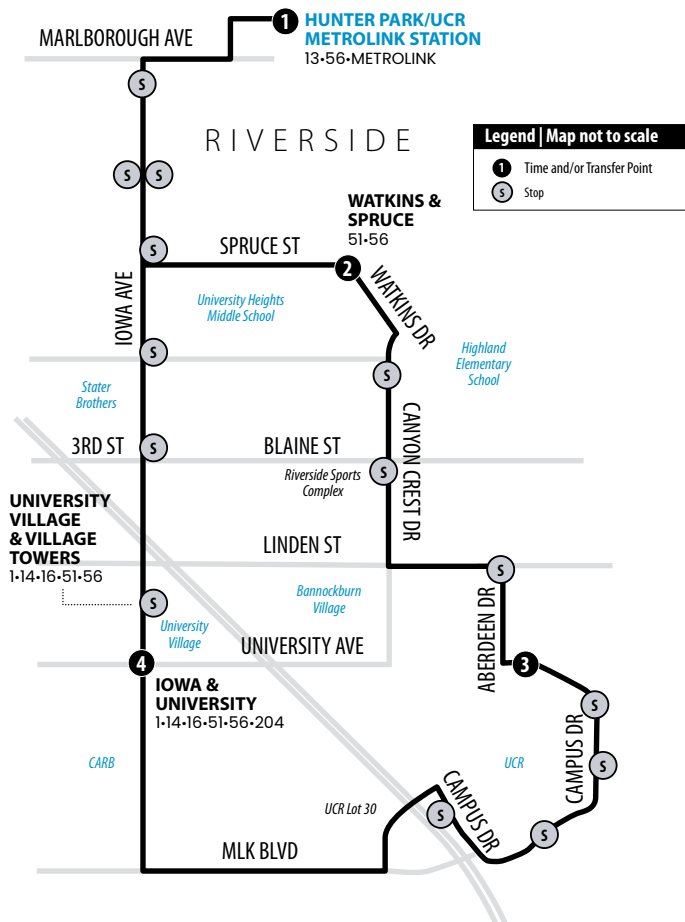 1
HUNTER PARK/UCR
METROLINK STATION
13•56•METROLINK
MARLBOROUGH AVE
S
RIVERSIDE
Legend | Map not to scale
1 Time and/or Transfer Point
S Stop
S S
WATKINS &
SPRUCE
51•56
S
SPRUCE ST
2
WATKINS DR
IOWA AVE
University Heights
Middle School
S
Highland
Elementary
School
S
Stater
Brothers
CANYON CREST DR
3RD ST
S
BLAINE ST
Riverside Sports
Complex
S
UNIVERSITY
VILLAGE
& VILLAGE
TOWERS
1•14•16•51•56
LINDEN ST
S
Bannockburn
Village
S
University
Village
UNIVERSITY AVE
ABERDEEN DR
4
3
IOWA &
UNIVERSITY
1•14•16•51•56•204
S
CAMPUS DR
CARB
UCR
S
UCR Lot 30
S
CAMPUS DR
S
MLK BLVD